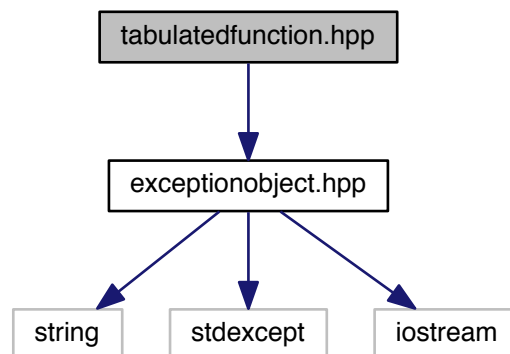 tabulatedfunction.hpp
exceptionobject.hpp
string
stdexcept
iostream